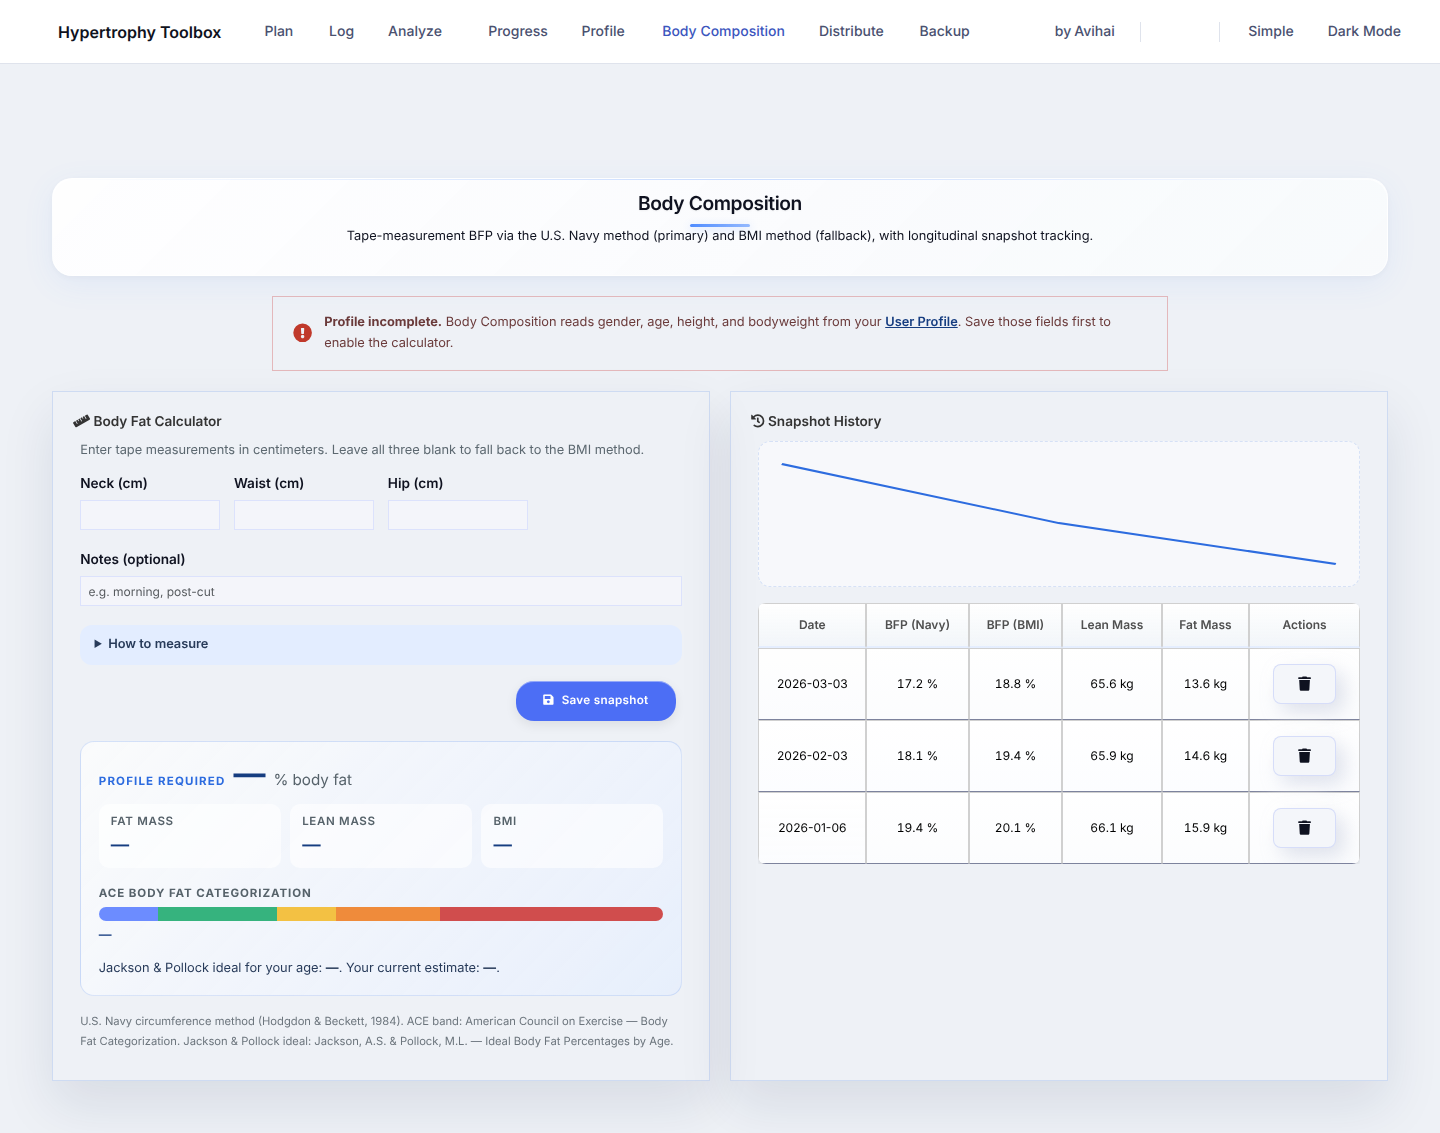 Hypertrophy Toolbox Plan Log Analyze Progress Profile Body Composition Distribute Backup by Avihai Simple Dark Mode
Body Composition
Tape-measurement BFP via the U.S. Navy method (primary) and BMI method (fallback), with longitudinal snapshot tracking.
Profile incomplete. Body Composition reads gender, age, height, and bodyweight from your User Profile. Save those fields first to
enable the calculator.
Body Fat Calculator
Enter tape measurements in centimeters. Leave all three blank to fall back to the BMI method.
Neck (cm) Waist (cm) Hip (cm)
Notes (optional)
e.g. morning, post-cut
How to measure
Save snapshot
PROFILE REQUIRED — % body fat
FAT MASS LEAN MASS BMI
— — —
ACE BODY FAT CATEGORIZATION
—
Jackson & Pollock ideal for your age: —. Your current estimate: —.
U.S. Navy circumference method (Hodgdon & Beckett, 1984). ACE band: American Council on Exercise — Body
Fat Categorization. Jackson & Pollock ideal: Jackson, A.S. & Pollock, M.L. — Ideal Body Fat Percentages by Age.
Snapshot History
Date BFP (Navy) BFP (BMI) Lean Mass Fat Mass Actions
2026-03-03 17.2 % 18.8 % 65.6 kg 13.6 kg
2026-02-03 18.1 % 19.4 % 65.9 kg 14.6 kg
2026-01-06 19.4 % 20.1 % 66.1 kg 15.9 kg